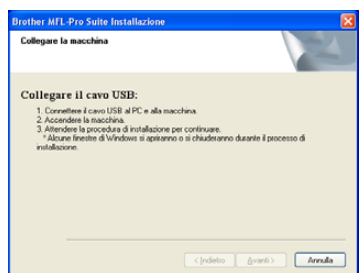 Brother MFL-Pro Suite Installazione
Collegare la macchina
Collegare il cavo USB:
1. Connettere il cavo USB al PC e alla macchina.
2. Accendere la macchina.
3. Attendere la procedura di installazione per continuare.
* Alcune finestre di Windows si apriranno o si chiuderanno durante il processo di
installazione.
< Indietro
Avanti >
Annulla